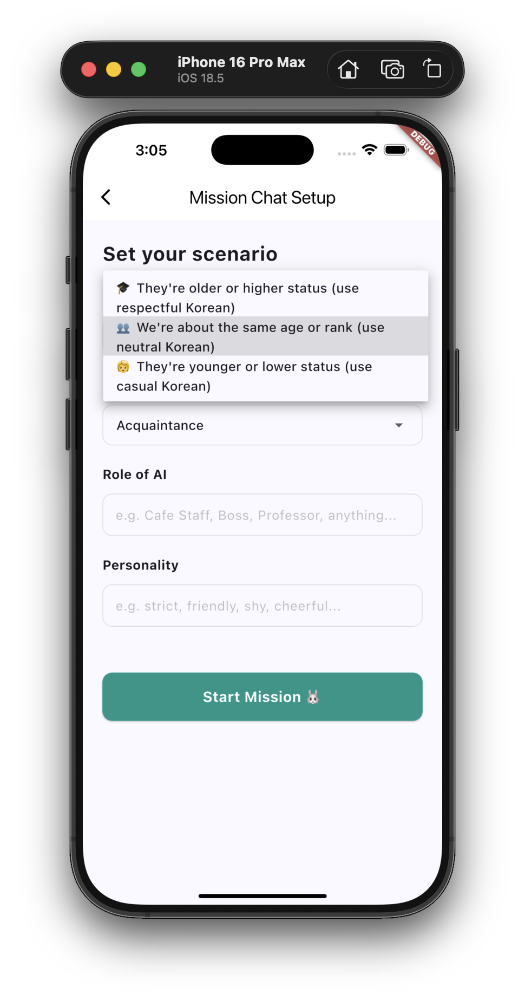 iPhone 16 Pro Max
iOS 18.5
3:05
DEBUG
Mission Chat Setup
Set your scenario
🎓 They're older or higher status (use
respectful Korean)
👥 We're about the same age or rank (use
neutral Korean)
🧒 They're younger or lower status (use
casual Korean)
Acquaintance
Role of AI
e.g. Cafe Staff, Boss, Professor, anything...
Personality
e.g. strict, friendly, shy, cheerful...
Start Mission 🐰